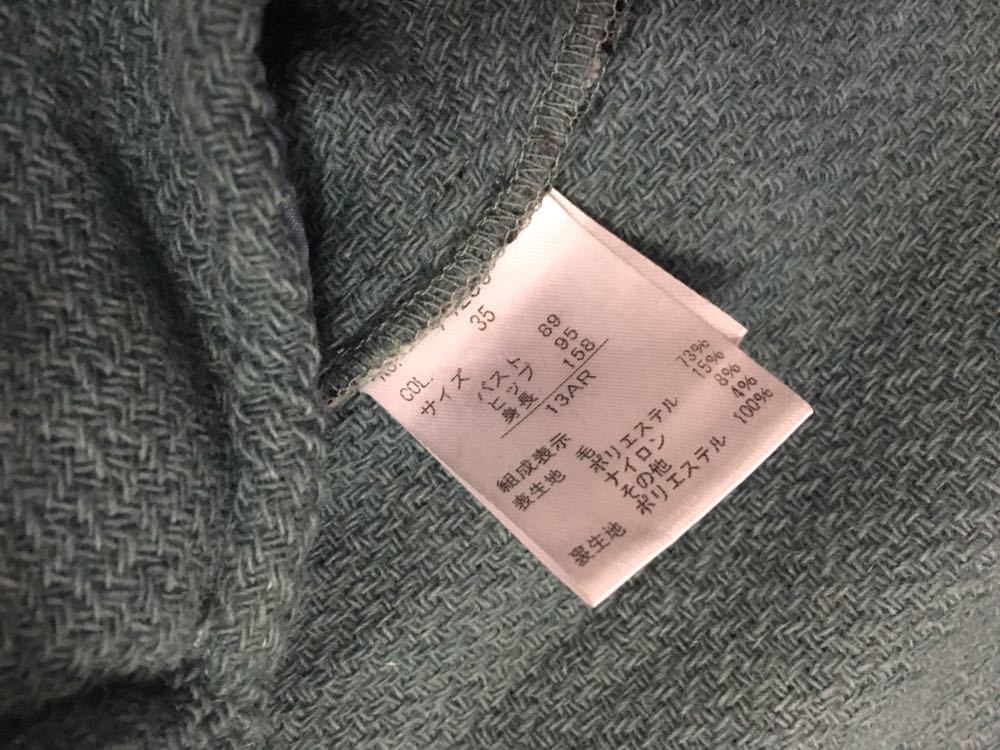 COL. 35
サイズ
バスト 89
ヒップ 95
身長 158
13AR
組成表示
表生地 毛 73%
ポリエステル 15%
ナイロン 8%
その他 4%
裏生地 ポリエステル 100%